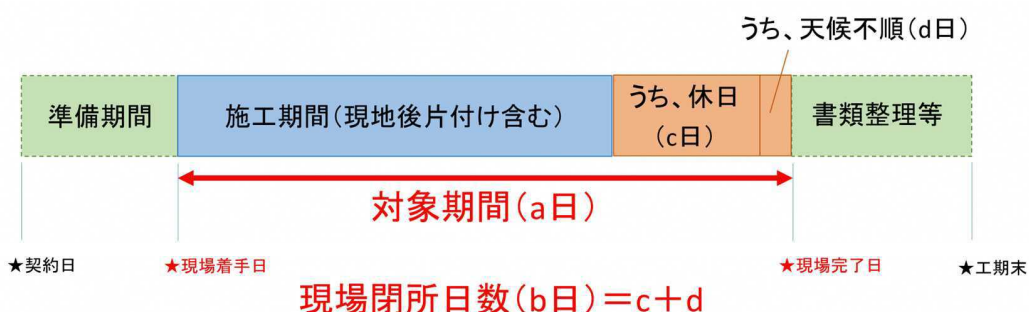 うち、天候不順(d日)
準備期間
施工期間(現地後片付け含む)
うち、休日
(c日)
書類整理等
対象期間(a日)
★契約日
★現場着手日
★現場完了日
★工期末
現場閉所日数(b日)=c+d